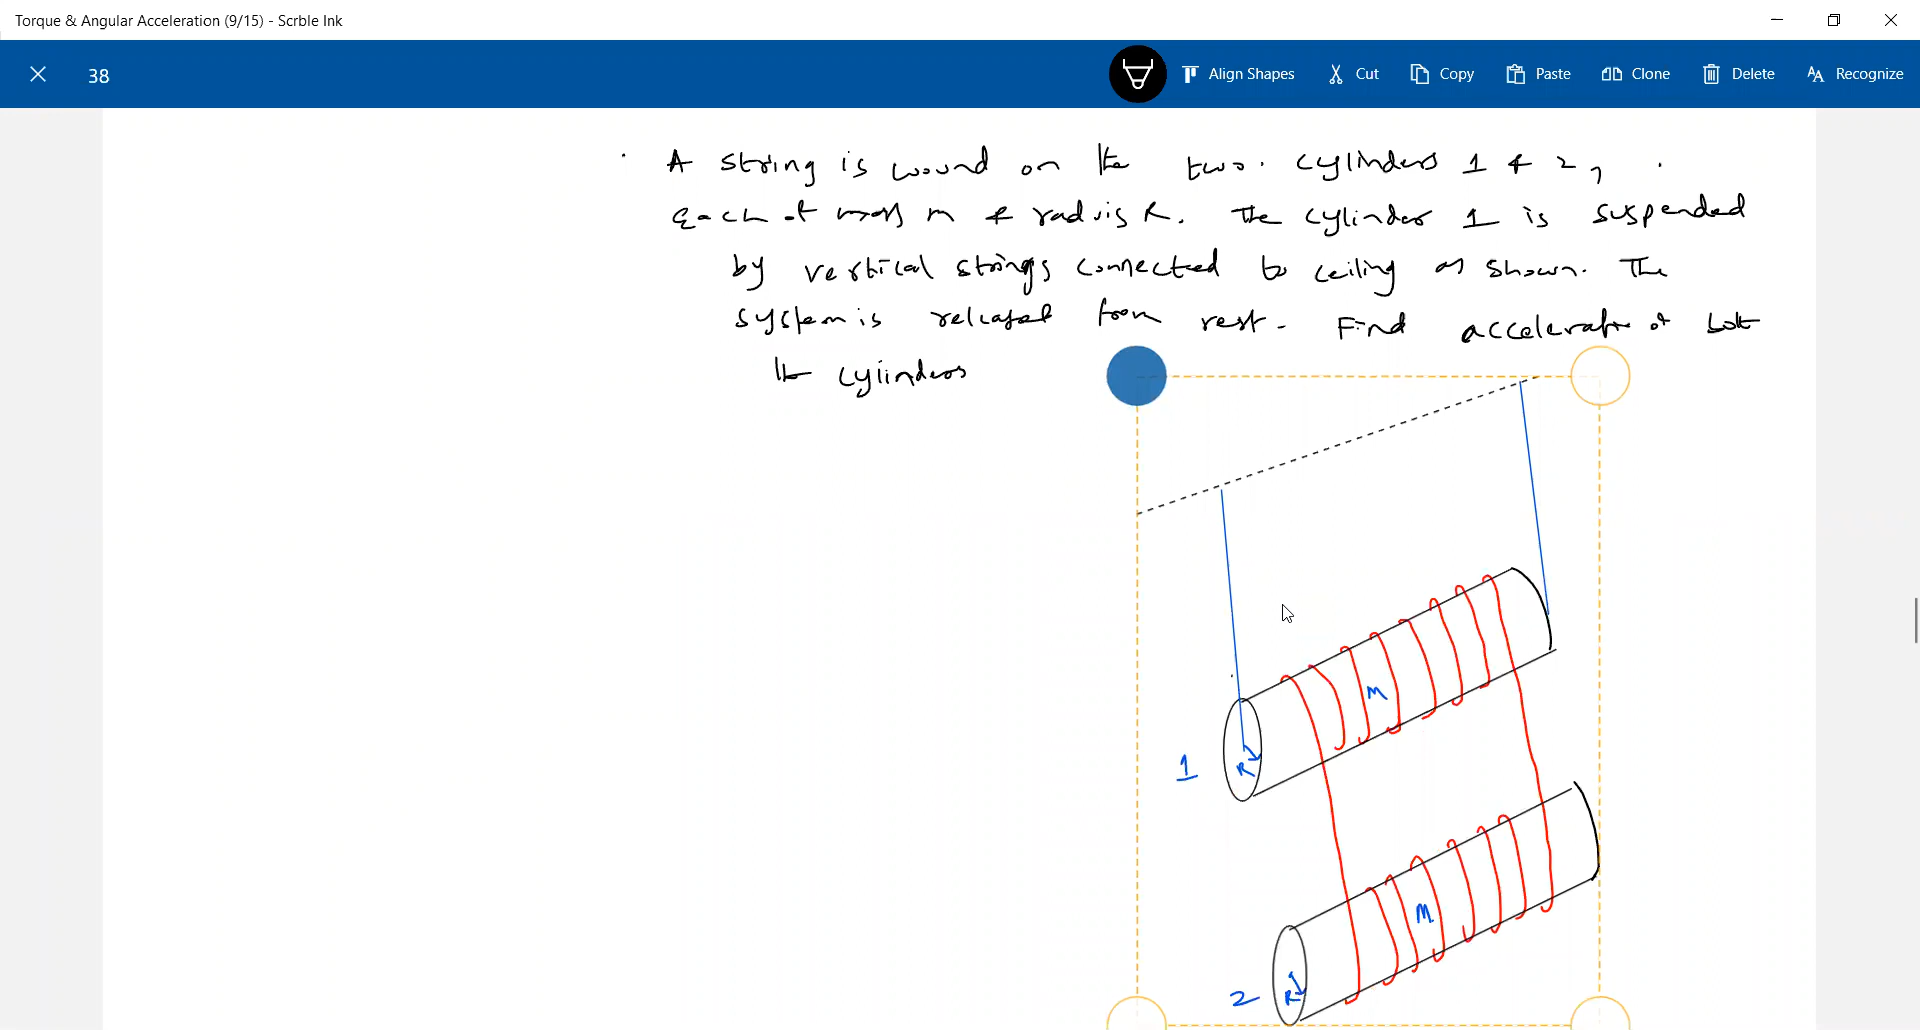 Torque & Angular Acceleration (9/15) - Scrble Ink
38
Align Shapes Cut Copy Paste Clone Delete Recognize
A string is wound on the two cylinders 1 & 2,
each of mass m & radius R. The cylinder 1 is suspended
by vertical strings connected to ceiling as shown. The
system is released from rest. Find acceleration of both
the cylinders
M
R
1
M
R
2